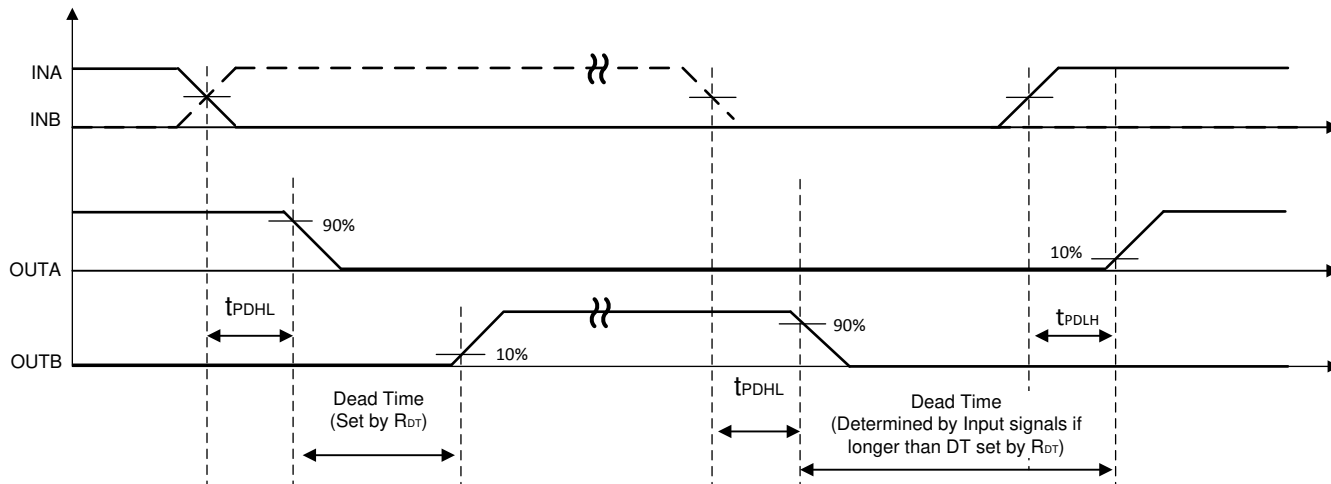 INA
INB
90%
10%
OUTA
tPDHL
tPDLH
90%
10%
OUTB
tPDHL
Dead Time
(Set by RDT)
Dead Time
(Determined by Input signals if
longer than DT set by RDT)